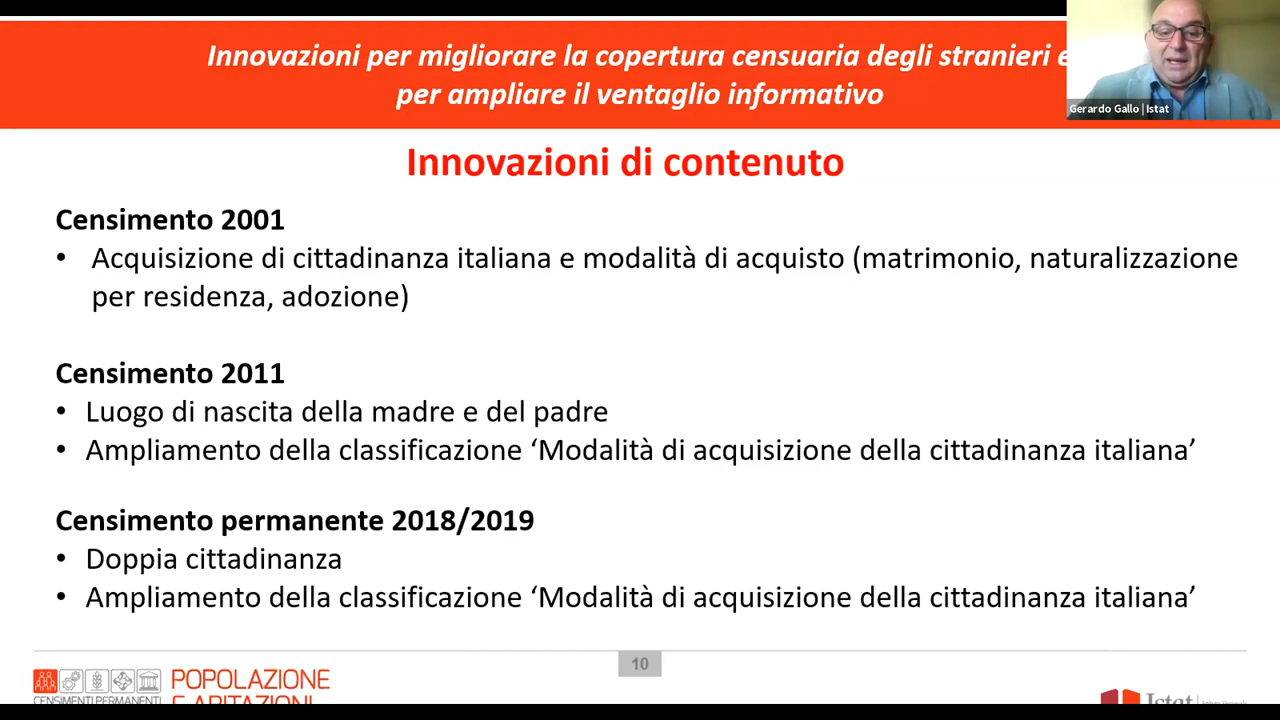 Innovazioni per migliorare la copertura censuaria degli stranieri e
per ampliare il ventaglio informativo
Gerardo Gallo | Istat
Innovazioni di contenuto
Censimento 2001
• Acquisizione di cittadinanza italiana e modalità di acquisto (matrimonio, naturalizzazione
per residenza, adozione)
Censimento 2011
• Luogo di nascita della madre e del padre
• Ampliamento della classificazione ‘Modalità di acquisizione della cittadinanza italiana’
Censimento permanente 2018/2019
• Doppia cittadinanza
• Ampliamento della classificazione ‘Modalità di acquisizione della cittadinanza italiana’
10
CENSIMENTI PERMANENTI
POPOLAZIONE
E ABITAZIONI
Istat